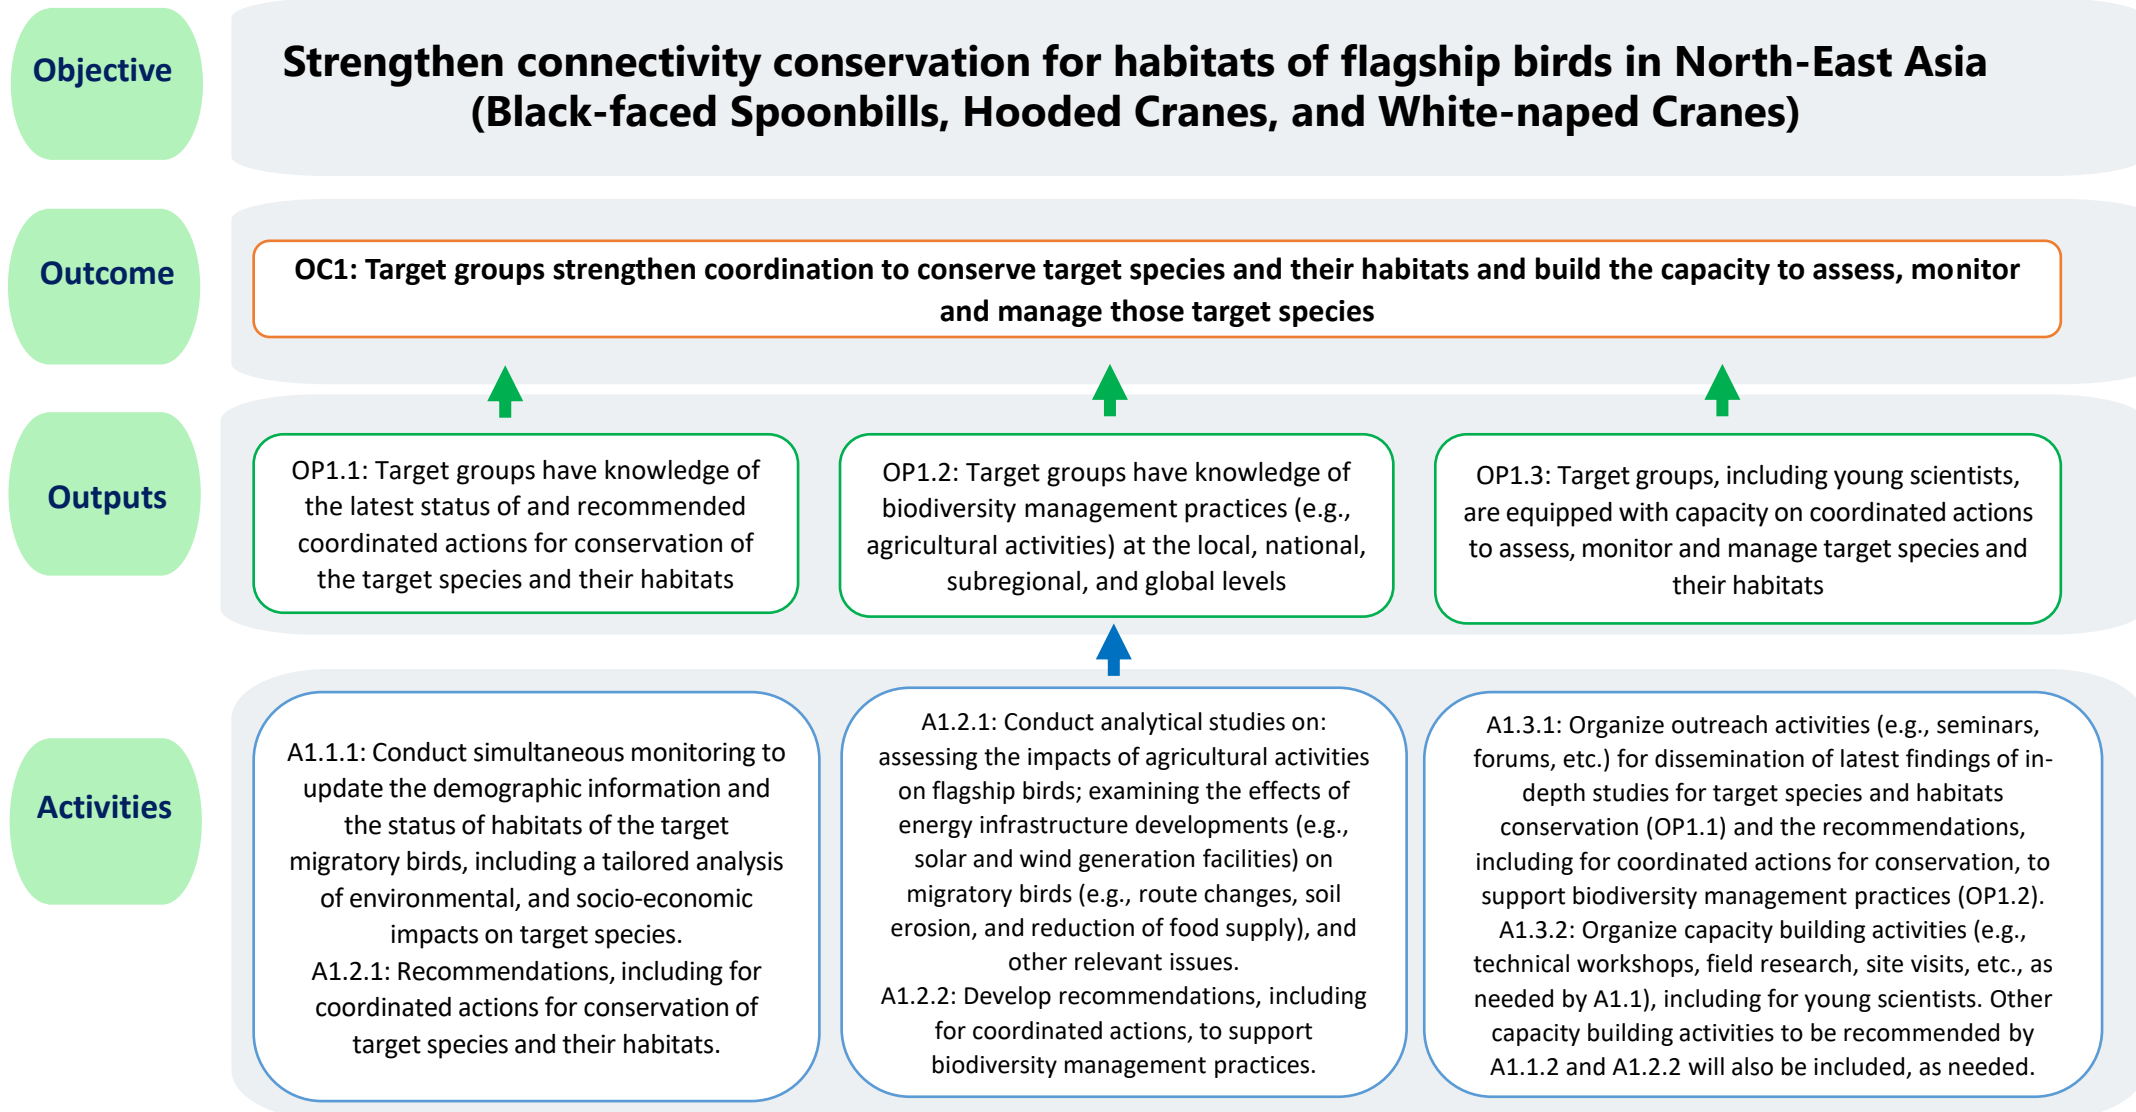 Objective
Strengthen connectivity conservation for habitats of flagship birds in North-East Asia
(Black-faced Spoonbills, Hooded Cranes, and White-naped Cranes)
Outcome
OC1: Target groups strengthen coordination to conserve target species and their habitats and build the capacity to assess, monitor
and manage those target species
Outputs
OP1.1: Target groups have knowledge of
the latest status of and recommended
coordinated actions for conservation of
the target species and their habitats
OP1.2: Target groups have knowledge of
biodiversity management practices (e.g.,
agricultural activities) at the local, national,
subregional, and global levels
OP1.3: Target groups, including young scientists,
are equipped with capacity on coordinated actions
to assess, monitor and manage target species and
their habitats
Activities
A1.1.1: Conduct simultaneous monitoring to
update the demographic information and
the status of habitats of the target
migratory birds, including a tailored analysis
of environmental, and socio-economic
impacts on target species.
A1.2.1: Recommendations, including for
coordinated actions for conservation of
target species and their habitats.
A1.2.1: Conduct analytical studies on:
assessing the impacts of agricultural activities
on flagship birds; examining the effects of
energy infrastructure developments (e.g.,
solar and wind generation facilities) on
migratory birds (e.g., route changes, soil
erosion, and reduction of food supply), and
other relevant issues.
A1.2.2: Develop recommendations, including
for coordinated actions, to support
biodiversity management practices.
A1.3.1: Organize outreach activities (e.g., seminars,
forums, etc.) for dissemination of latest findings of in-
depth studies for target species and habitats
conservation (OP1.1) and the recommendations,
including for coordinated actions for conservation, to
support biodiversity management practices (OP1.2).
A1.3.2: Organize capacity building activities (e.g.,
technical workshops, field research, site visits, etc., as
needed by A1.1), including for young scientists. Other
capacity building activities to be recommended by
A1.1.2 and A1.2.2 will also be included, as needed.